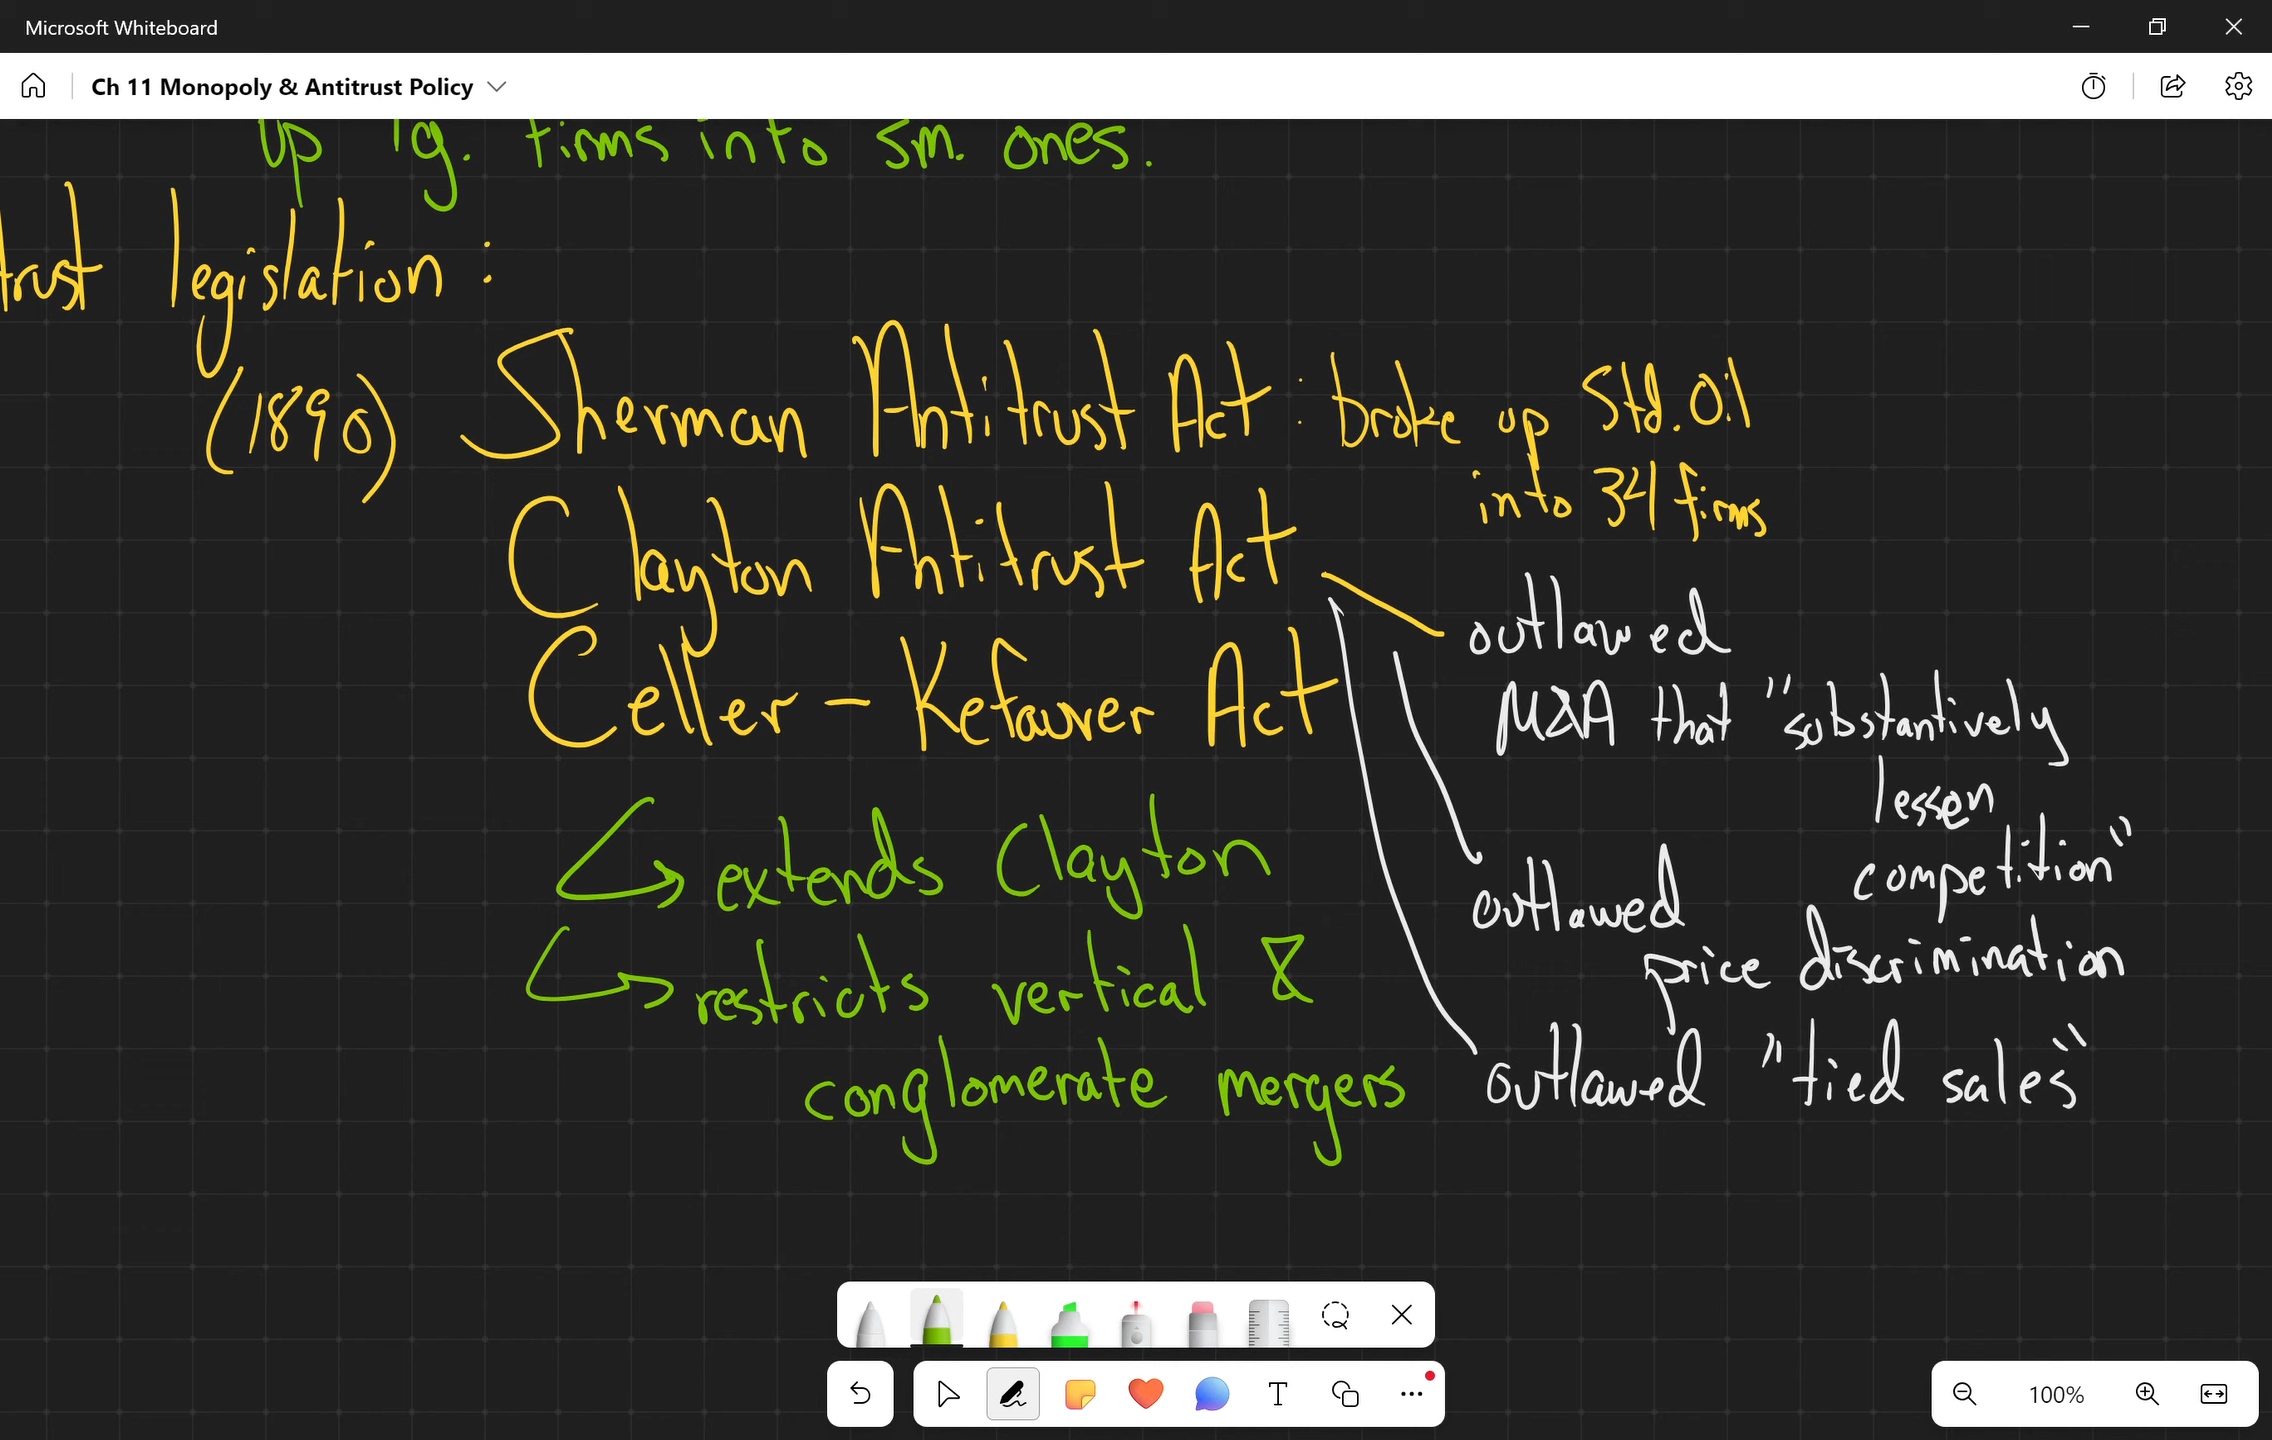 Microsoft Whiteboard
Ch 11 Monopoly & Antitrust Policy
up lg. firms into sm. ones.
trust legislation :
(1890) Sherman Antitrust Act : broke up Std. Oil
into 34 firms
Clayton Antitrust Act
outlawed
M&A that "substantively
lessen
competition"
outlawed
price discrimination
outlawed "tied sales"
Celler - Kefauver Act
extends Clayton
restricts vertical &
conglomerate mergers
T
100%